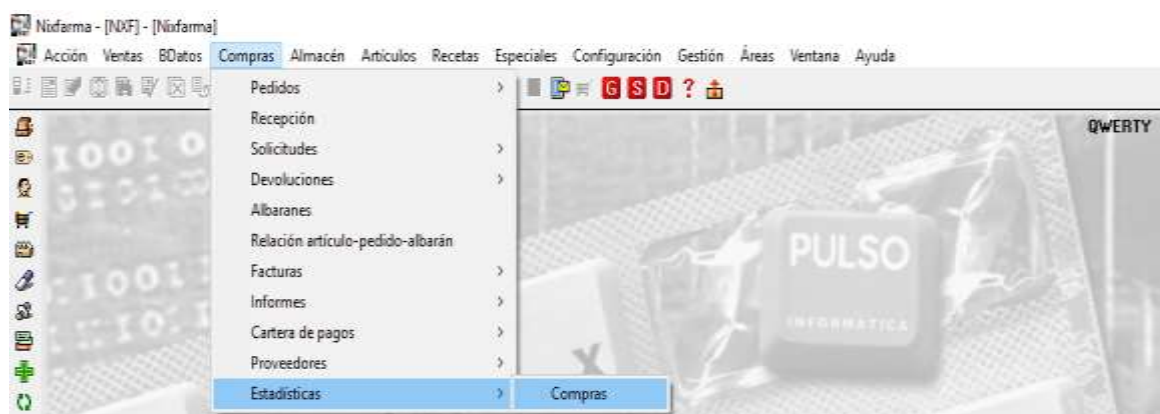 Nixfarma - [NXF] - [Nixfarma]
Acción Ventas BDatos Compras Almacén Artículos Recetas Especiales Configuración Gestión Áreas Ventana Ayuda
G S D ?
Pedidos
Recepción
Solicitudes
Devoluciones
Albaranes
Relación artículo-pedido-albarán
Facturas
Informes
Cartera de pagos
Proveedores
Estadísticas
Compras
QWERTY
PULSO
INFORMATICA
X